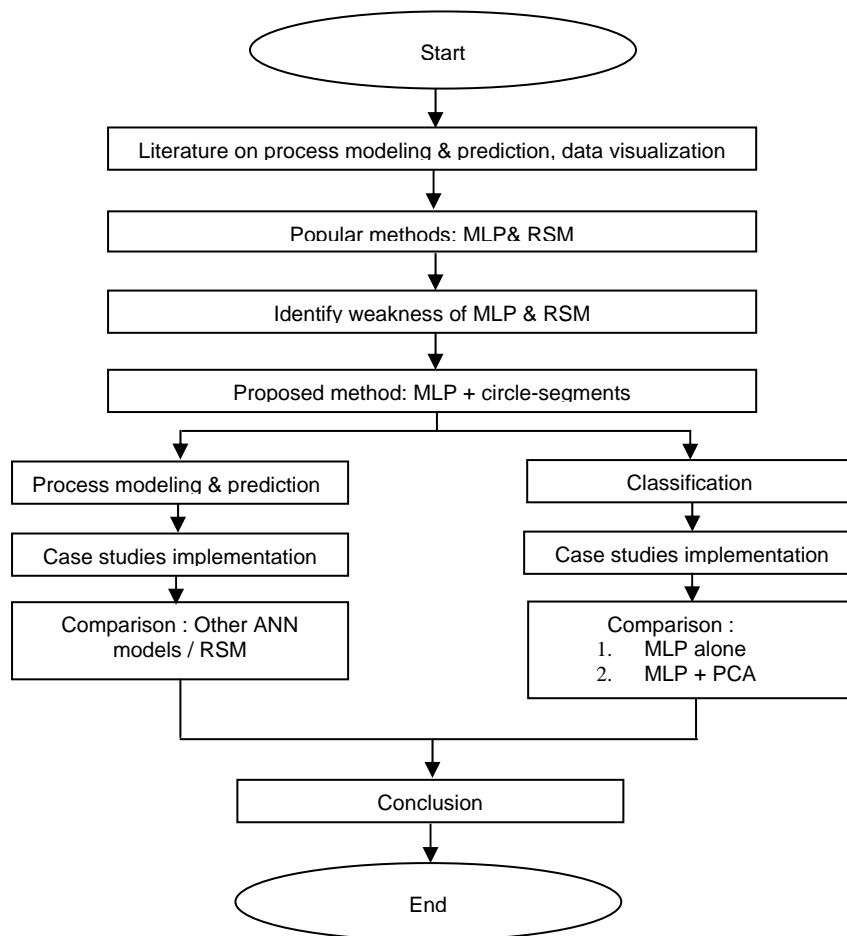 Start
Literature on process modeling & prediction, data visualization
Popular methods: MLP& RSM
Identify weakness of MLP & RSM
Proposed method: MLP + circle-segments
Process modeling & prediction
Case studies implementation
Comparison : Other ANN
models / RSM
Classification
Case studies implementation
Comparison :
1. MLP alone
2. MLP + PCA
Conclusion
End